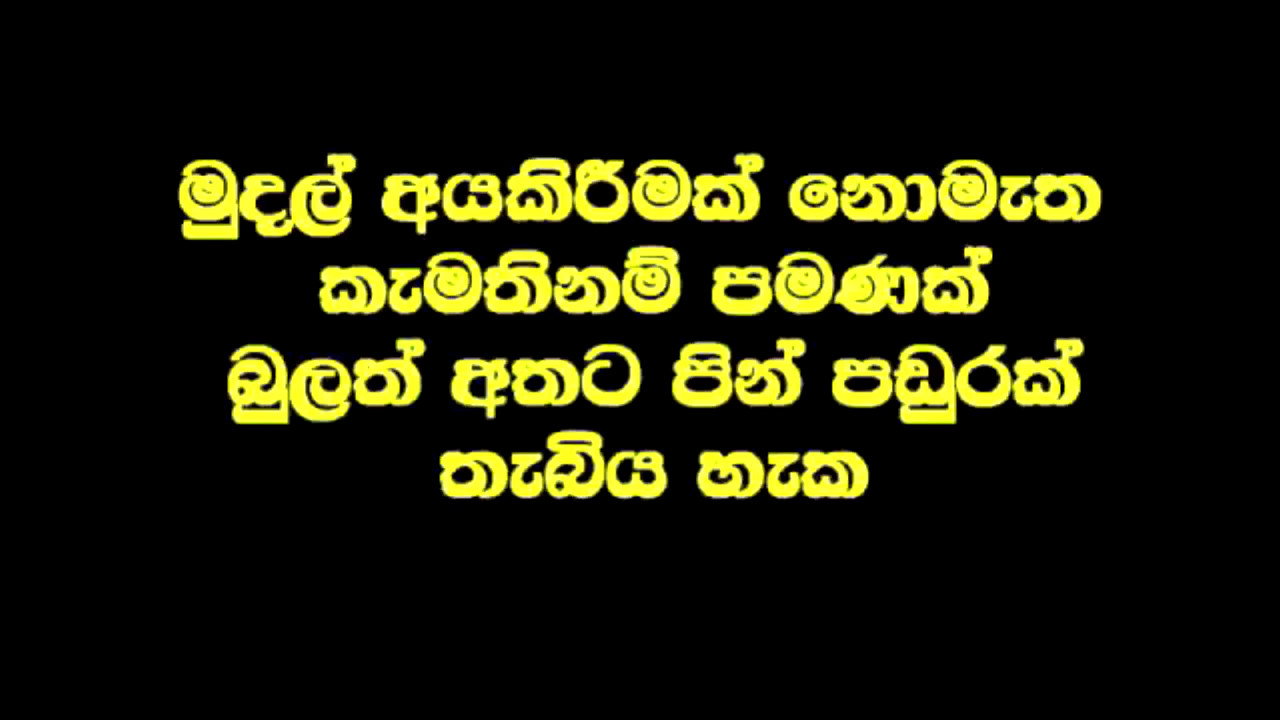 මුදල් අයකිරීමක් නොමැත
කැමතිනම් පමණක්
බුලත් අතට පින් පඩුරක්
තැබිය හැක